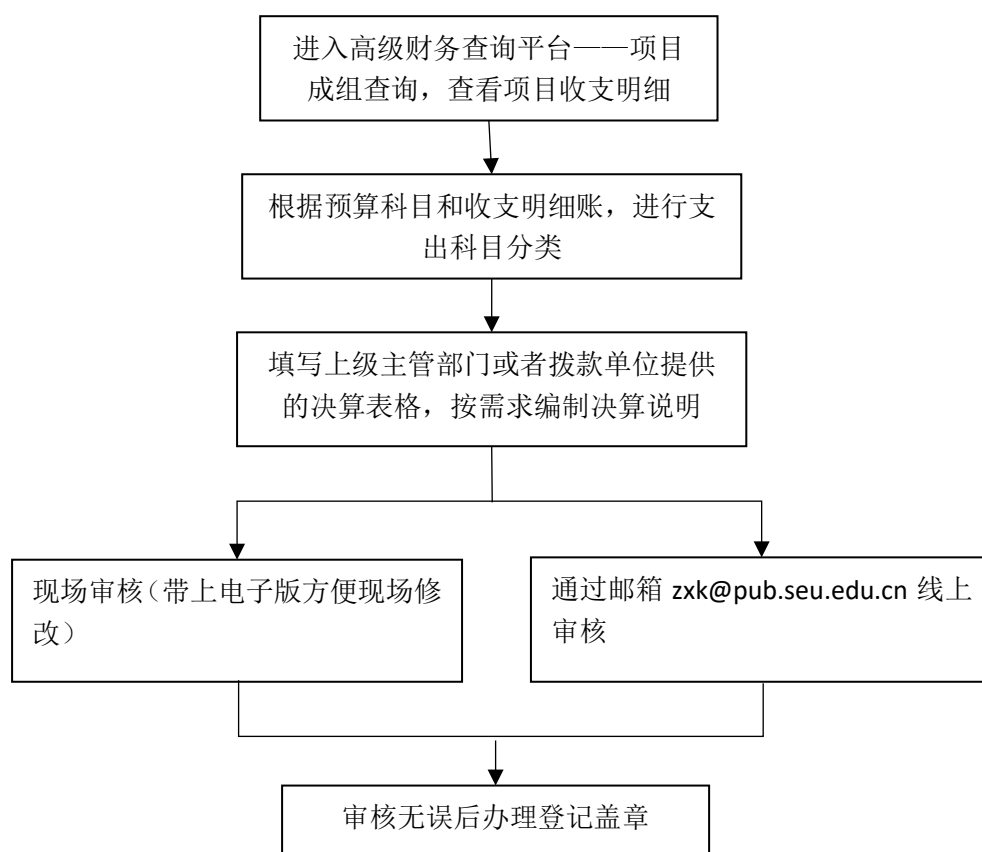 进入高级财务查询平台——项目
成组查询，查看项目收支明细
根据预算科目和收支明细账，进行支
出科目分类
填写上级主管部门或者拨款单位提供
的决算表格，按需求编制决算说明
现场审核（带上电子版方便现场修
改）
通过邮箱 zxk@pub.seu.edu.cn 线上
审核
审核无误后办理登记盖章